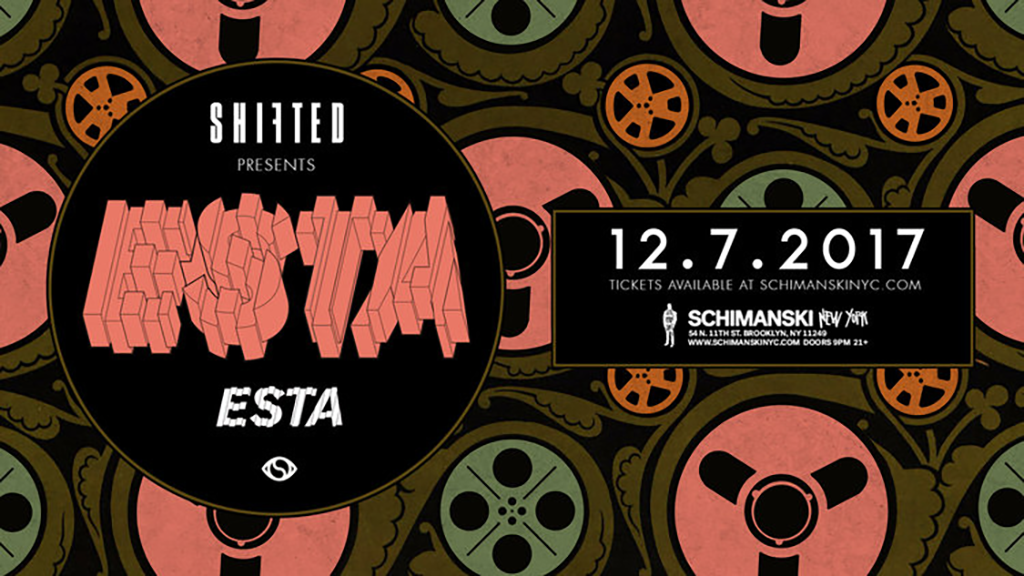 SHIFTED
PRESENTS
ESTA
ESTA
12.7.2017
TICKETS AVAILABLE AT SCHIMANSKINYC.COM
SCHIMANSKI NEW YORK
54 N. 11TH ST. BROOKLYN, NY 11249
WWW.SCHIMANSKINYC.COM DOORS 9PM 21+